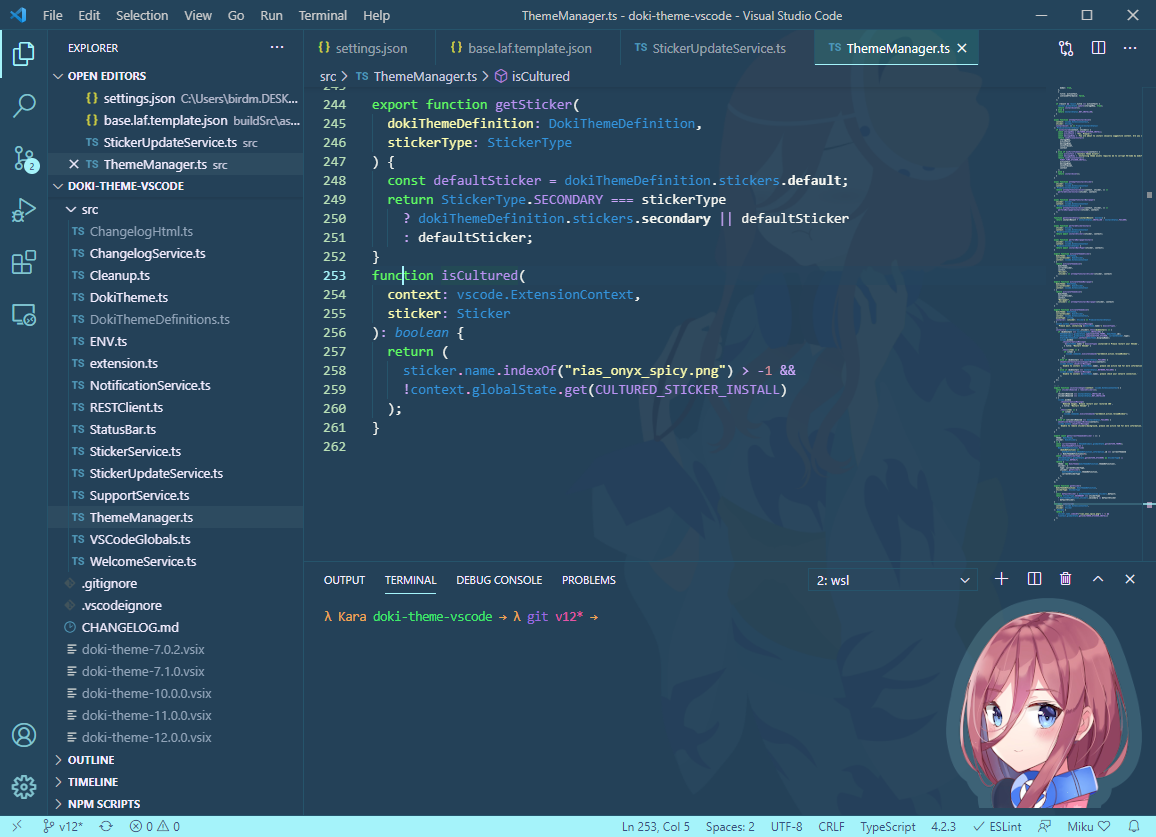 File Edit Selection View Go Run Terminal Help ThemeManager.ts - doki-theme-vscode - Visual Studio Code
EXPLORER ···
OPEN EDITORS
{} settings.json C:\Users\birdm.DESK...
{} base.laf.template.json buildSrc\as...
TS StickerUpdateService.ts src
TS ThemeManager.ts src
DOKI-THEME-VSCODE
src
TS ChangelogHtml.ts
TS ChangelogService.ts
TS Cleanup.ts
TS DokiTheme.ts
TS DokiThemeDefinitions.ts
TS ENV.ts
TS extension.ts
TS NotificationService.ts
TS RESTClient.ts
TS StatusBar.ts
TS StickerService.ts
TS StickerUpdateService.ts
TS SupportService.ts
TS ThemeManager.ts
TS VSCodeGlobals.ts
TS WelcomeService.ts
.gitignore
.vscodeignore
CHANGELOG.md
doki-theme-7.0.2.vsix
doki-theme-7.1.0.vsix
doki-theme-10.0.0.vsix
doki-theme-11.0.0.vsix
doki-theme-12.0.0.vsix
OUTLINE
TIMELINE
NPM SCRIPTS
2
{} settings.json {} base.laf.template.json TS StickerUpdateService.ts TS ThemeManager.ts
src > TS ThemeManager.ts > isCultured
244 export function getSticker(
245 dokiThemeDefinition: DokiThemeDefinition,
246 stickerType: StickerType
247 ) {
248 const defaultSticker = dokiThemeDefinition.stickers.default;
249 return StickerType.SECONDARY === stickerType
250 ? dokiThemeDefinition.stickers.secondary || defaultSticker
251 : defaultSticker;
252 }
253 function isCultured(
254 context: vscode.ExtensionContext,
255 sticker: Sticker
256 ): boolean {
257 return (
258 sticker.name.indexOf("rias_onyx_spicy.png") > -1 &&
259 !context.globalState.get(CULTURED_STICKER_INSTALL)
260 );
261 }
262
OUTPUT TERMINAL DEBUG CONSOLE PROBLEMS 2: wsl
λ Kara doki-theme-vscode → λ git v12* →
v12* 0 0 Ln 253, Col 5 Spaces: 2 UTF-8 CRLF TypeScript 4.2.3 ESLint Miku